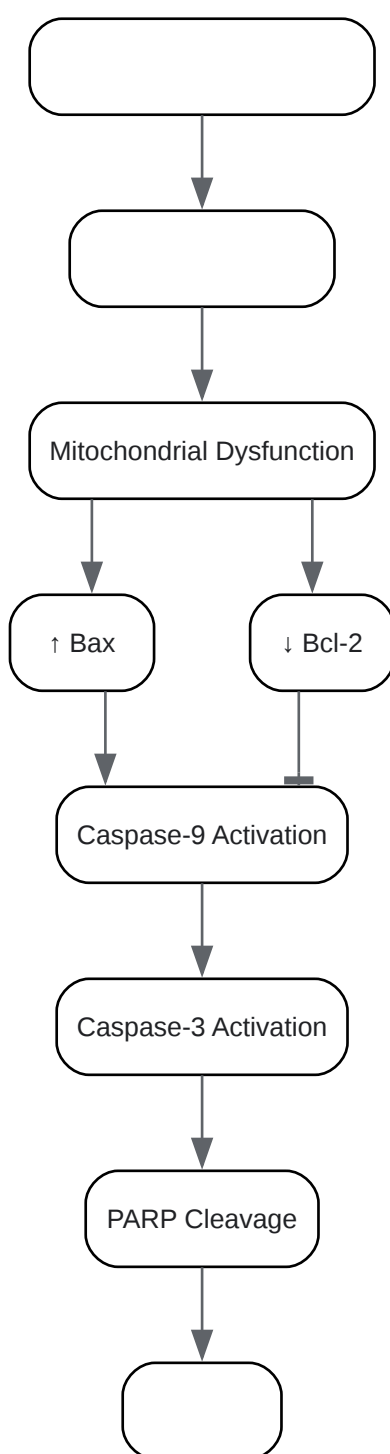 Mitochondrial Dysfunction
↑ Bax
↓ Bcl-2
Caspase-9 Activation
Caspase-3 Activation
PARP Cleavage